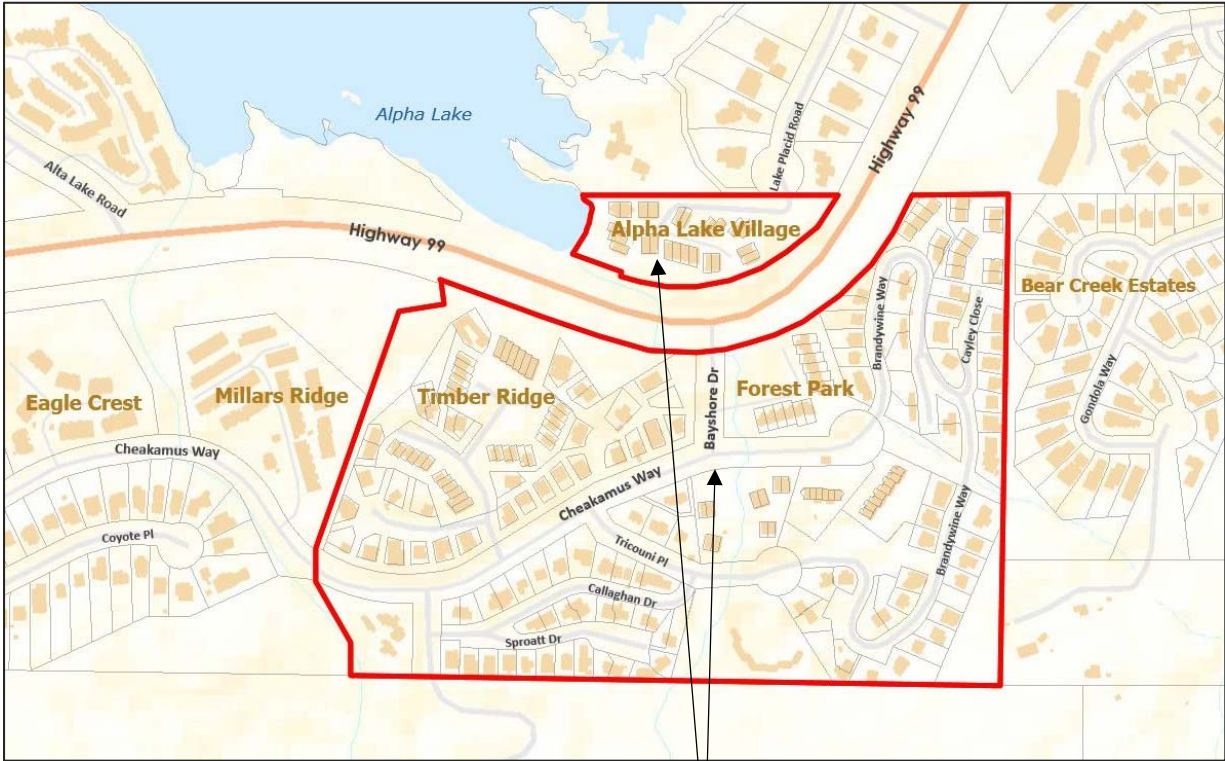 Alpha Lake
Lake Placid Road
Highway 99
Alta Lake Road
Highway 99
Alpha Lake Village
Brandywine Way
Cayley Close
Bear Creek Estates
Gondola Way
Eagle Crest
Millars Ridge
Timber Ridge
Bayshore Dr
Forest Park
Cheakamus Way
Cheakamus Way
Coyote Pl
Tricouni Pl
Brandywine Way
Callaghan Dr
Sproatt Dr